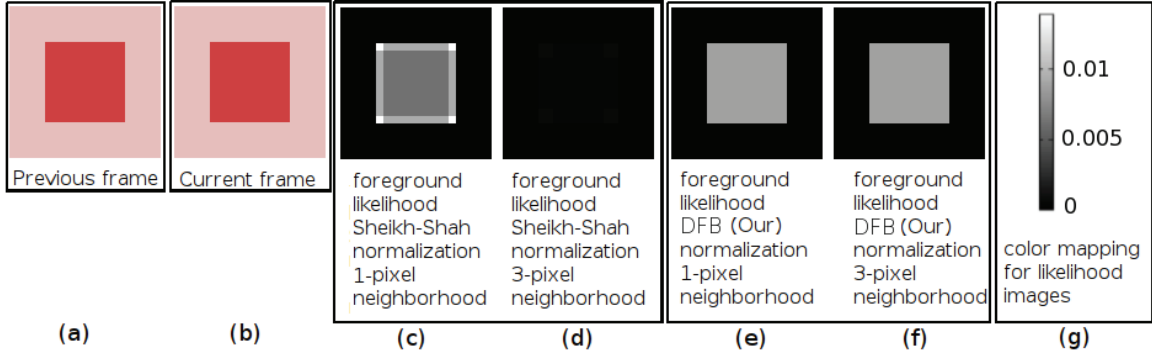 Previous frame
Current frame
foreground
likelihood
Sheikh-Shah
normalization
1-pixel
neighborhood
foreground
likelihood
Sheikh-Shah
normalization
3-pixel
neighborhood
foreground
likelihood
DFB (Our)
normalization
1-pixel
neighborhood
foreground
likelihood
DFB (Our)
normalization
3-pixel
neighborhood
0.01
0.005
0
color mapping
for likelihood
images
(a)
(b)
(c)
(d)
(e)
(f)
(g)